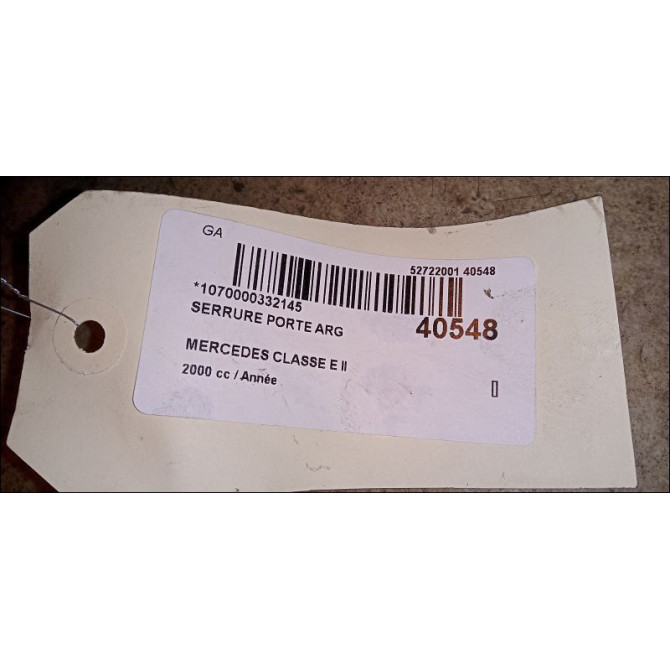 GA
52722001 40548
*1070000332145
SERRURE PORTE ARG
40548
MERCEDES CLASSE E II
2000 cc / Année
[]